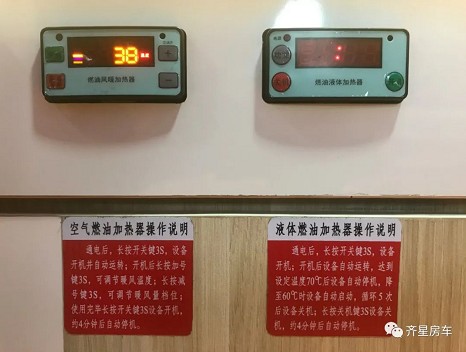 38
燃油风暖加热器
燃油液体加热器
空气燃油加热器操作说明
通电后，长按开关键3S，设备
开机并自动运转；开机后长按加号
键3S，可调节暖风温度；长按减
号键3S，可调节暖风量档位；
使用完毕长按开关键3S设备开机，
约4分钟后自动停机。
液体燃油加热器操作说明
通电后，长按开关键3S，设备
开机；开机后设备自动运转，达到
设定温度70℃后设备自动停机，降
至60℃时设备自动启动，循环5次
后设备关机；长按关机键3S设备关
机，约4分钟后自动停机。
齐星房车